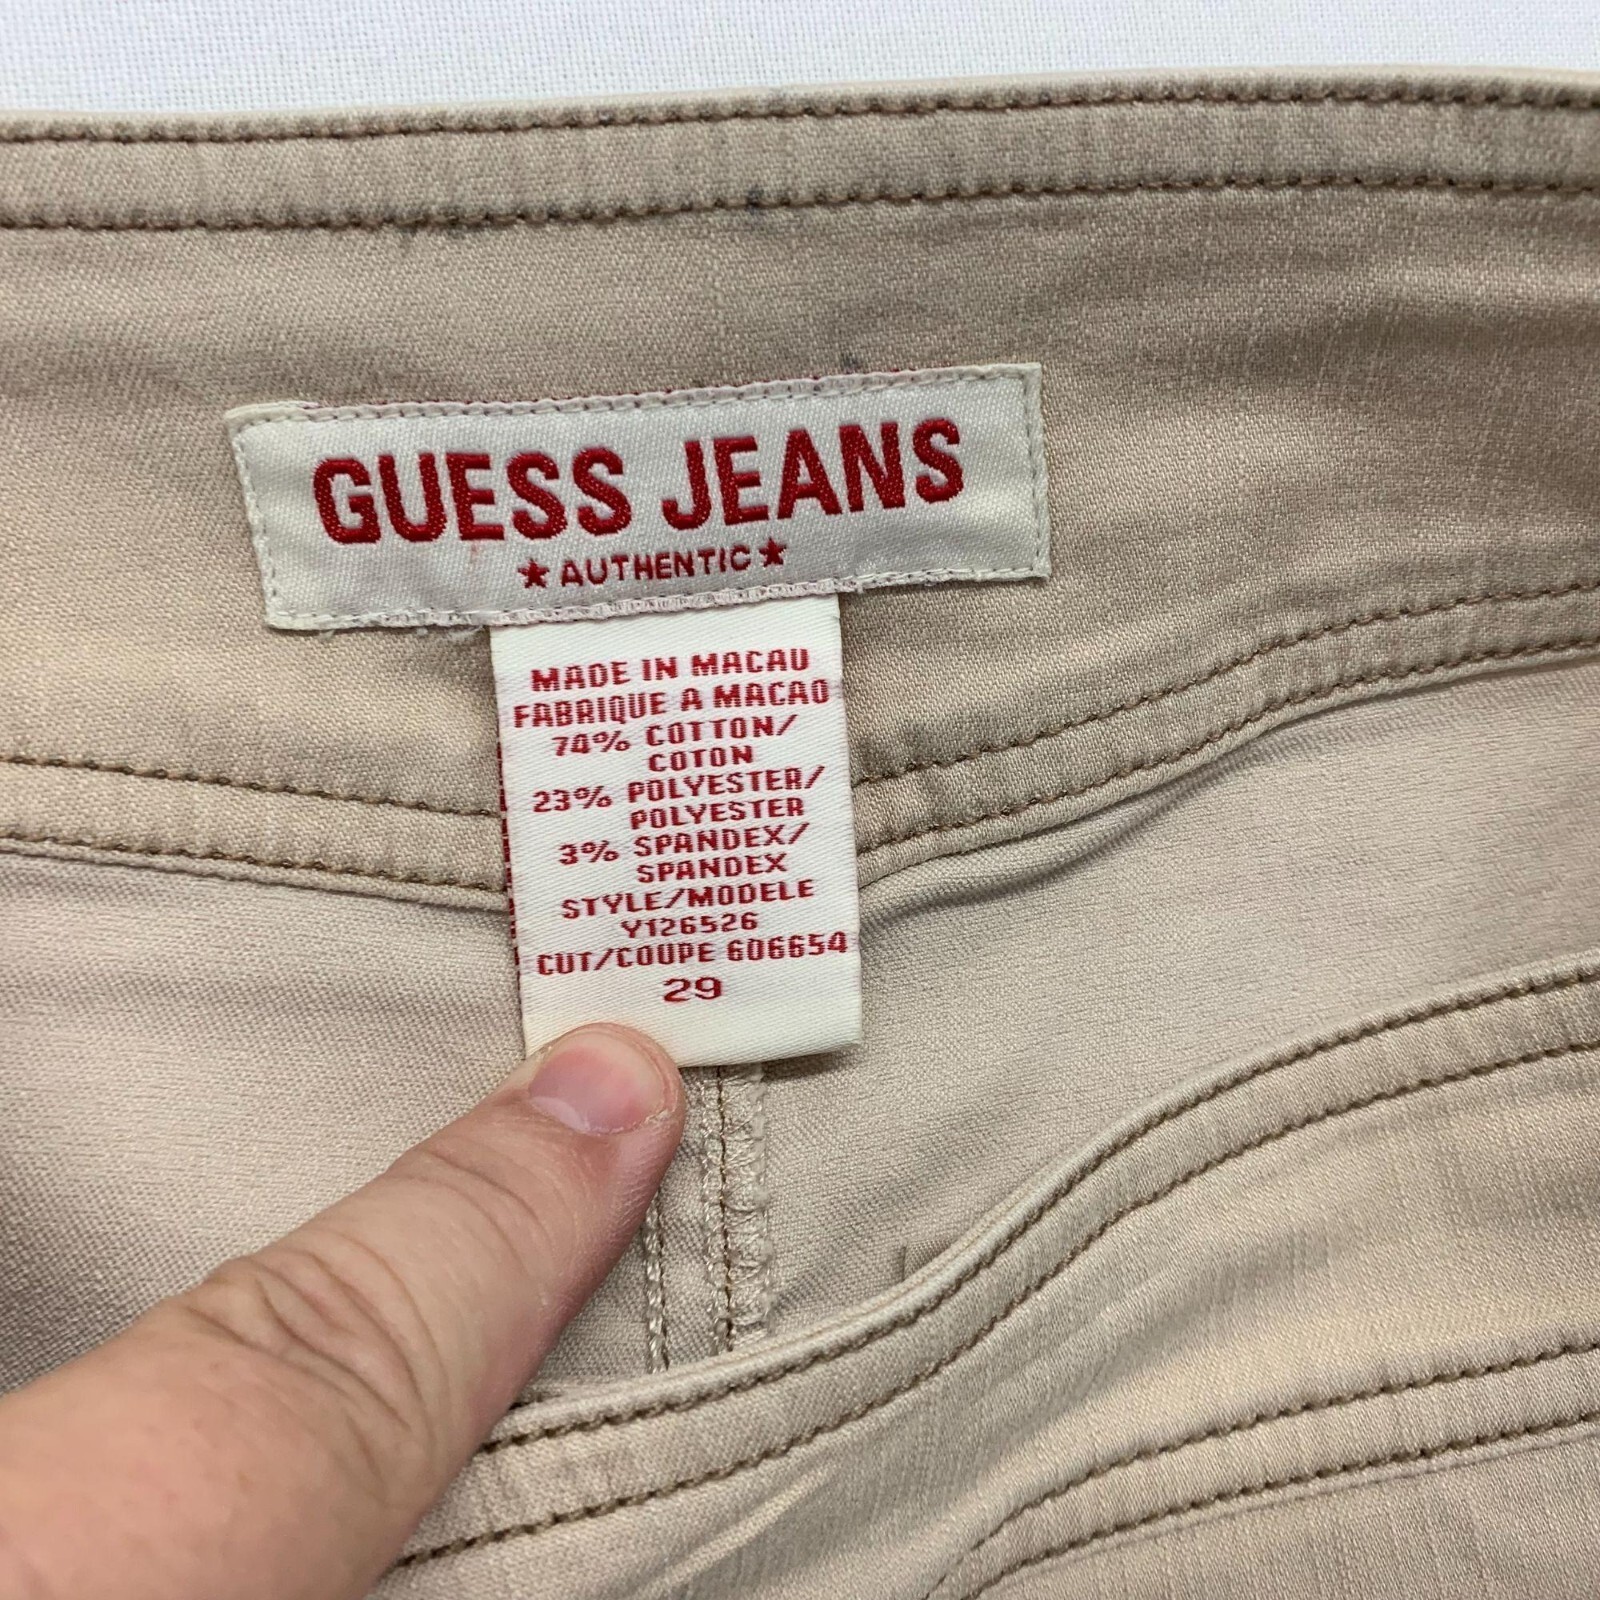 GUESS JEANS
★ AUTHENTIC ★
MADE IN MACAU
FABRIQUE A MACAO
74% COTTON/
COTON
23% POLYESTER/
POLYESTER
3% SPANDEX/
SPANDEX
STYLE/MODELE
Y126526
CUT/COUPE 606654
29